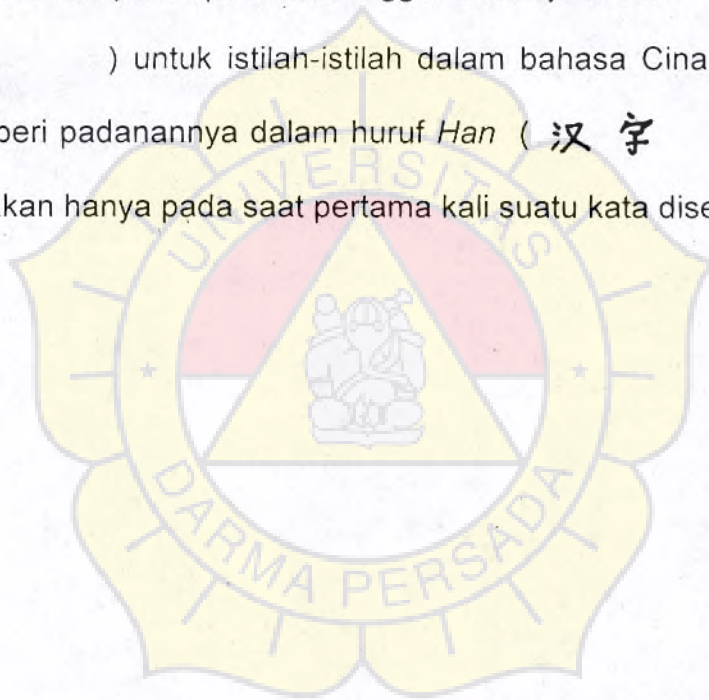 ) untuk istilah-istilah dalam bahasa Cina
beri padanannya dalam huruf Han ( 汉 字
kan hanya pada saat pertama kali suatu kata dise
UNIVERSITAS
DARMA PERSADA